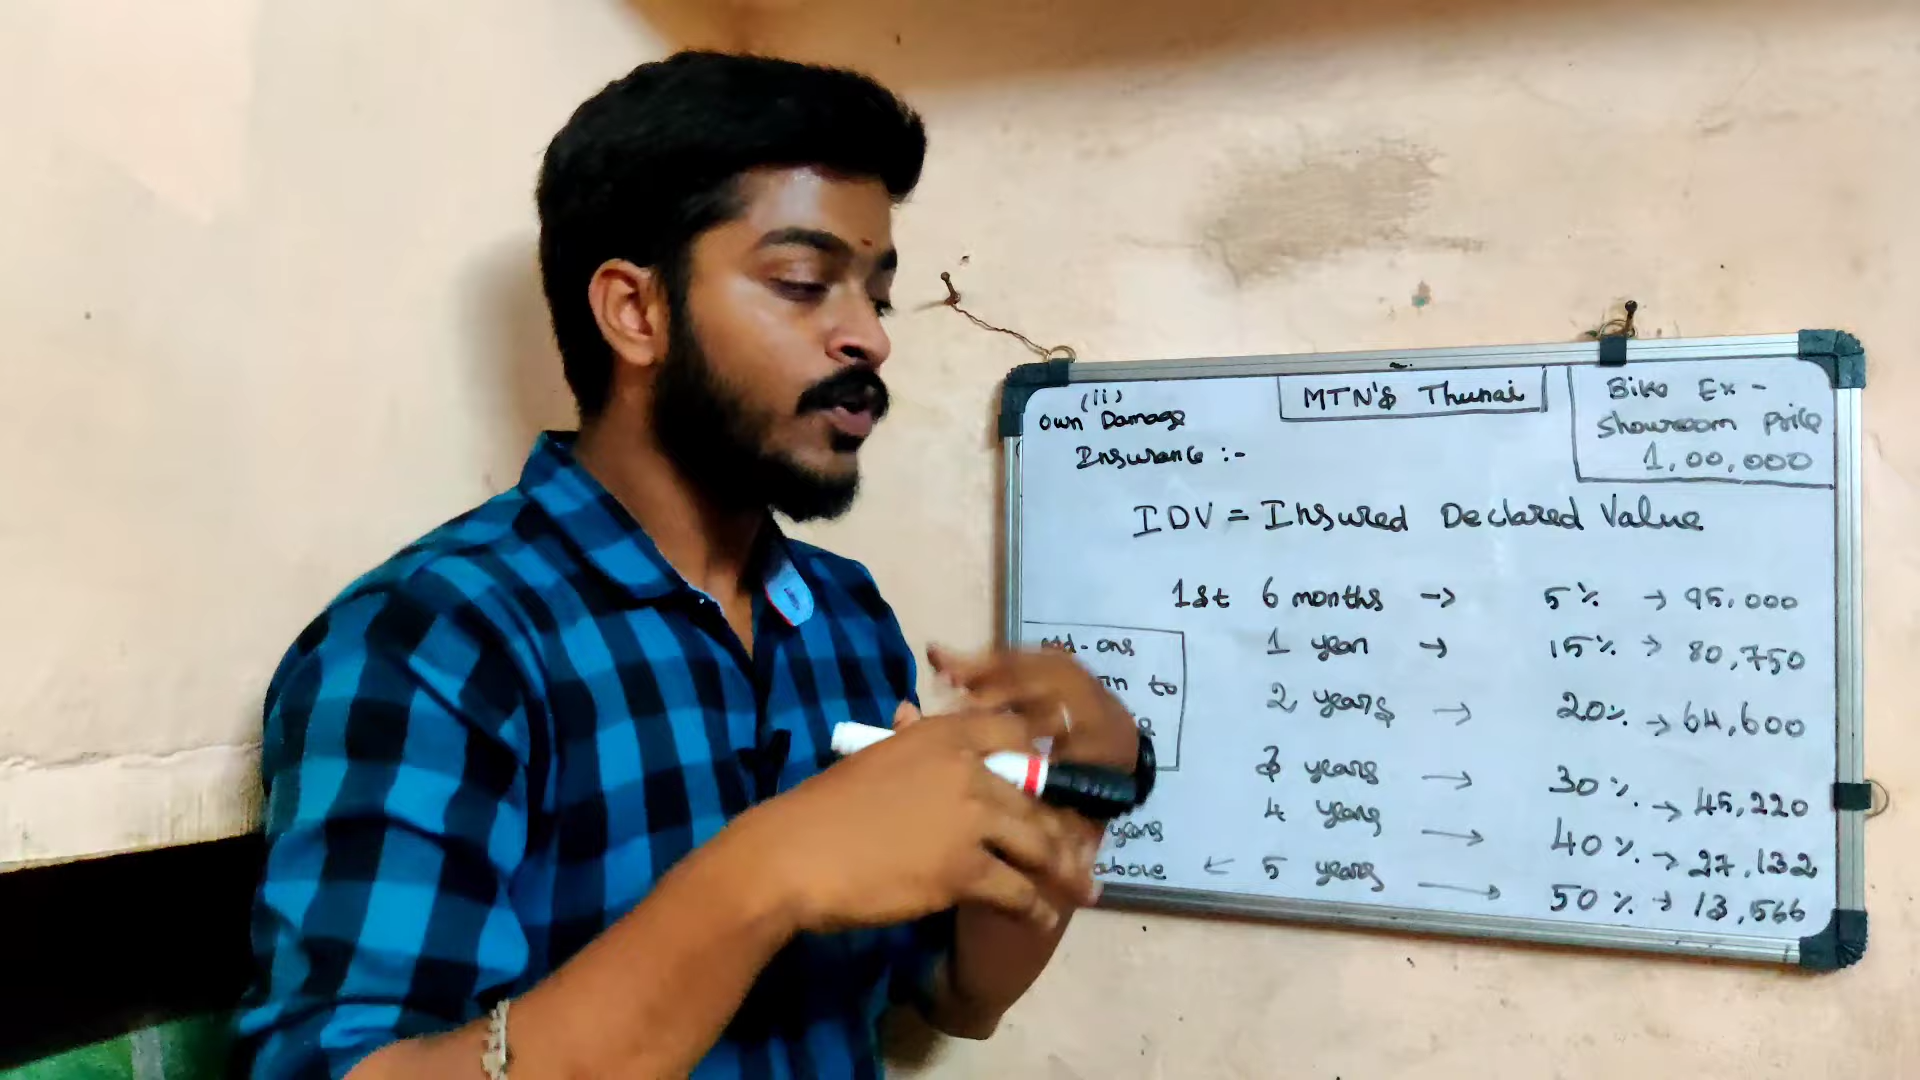 (ii)
Own Damage
Insurance :-
MTN'S Thunai
Bike Ex -
Showroom Price
1,00,000
IDV = Insured Declared Value
1st 6 months -> 5% -> 95,000
1 year -> 15% -> 80,750
2 years -> 20% -> 64,600
3 years -> 30% -> 45,220
4 years -> 40% -> 27,132
5 years -> 50% -> 13,566
add-ons
to
years
above <-